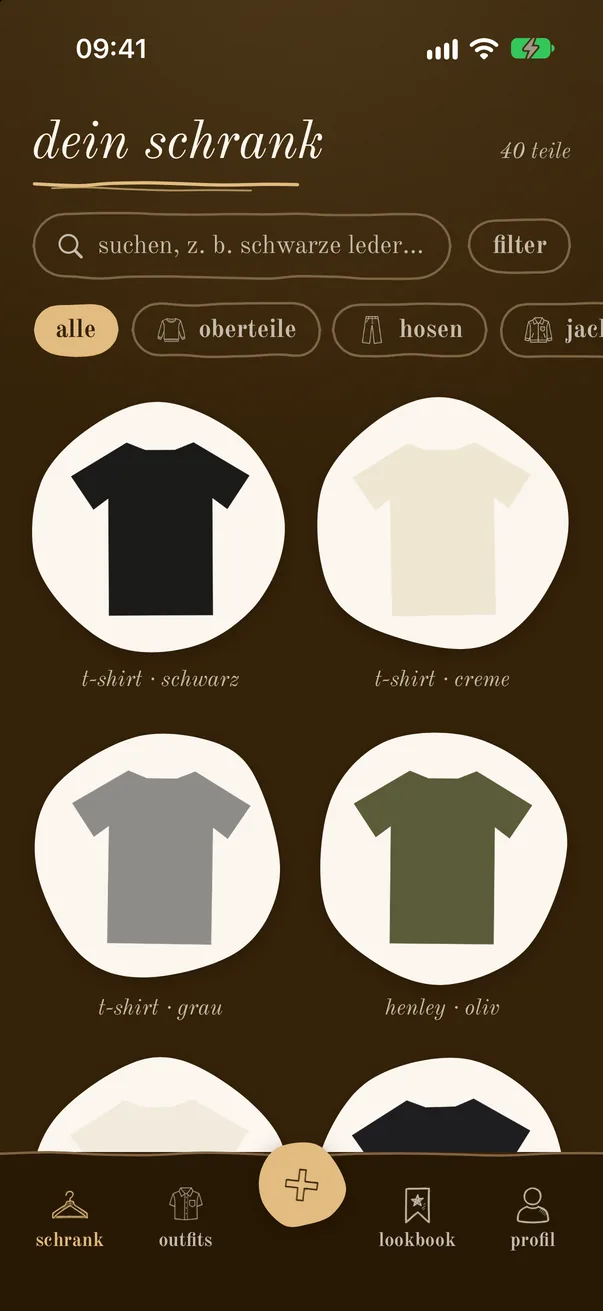 09:41
dein schrank
40 teile
suchen, z. b. schwarze leder...
filter
alle
oberteile
hosen
jac
t-shirt · schwarz
t-shirt · creme
t-shirt · grau
henley · oliv
schrank
outfits
lookbook
profil